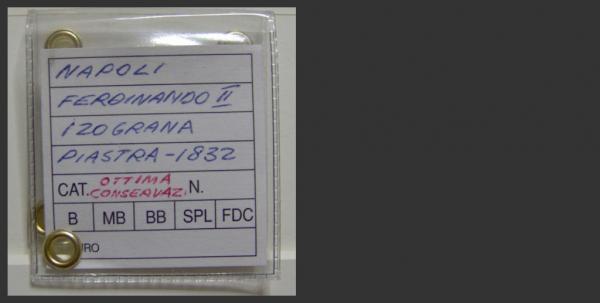 NAPOLI
FERDINANDO II
120 GRANA
PIASTRA - 1832
CAT. OTTIMA CONSERVAZ. N.
B MB BB SPL FDC